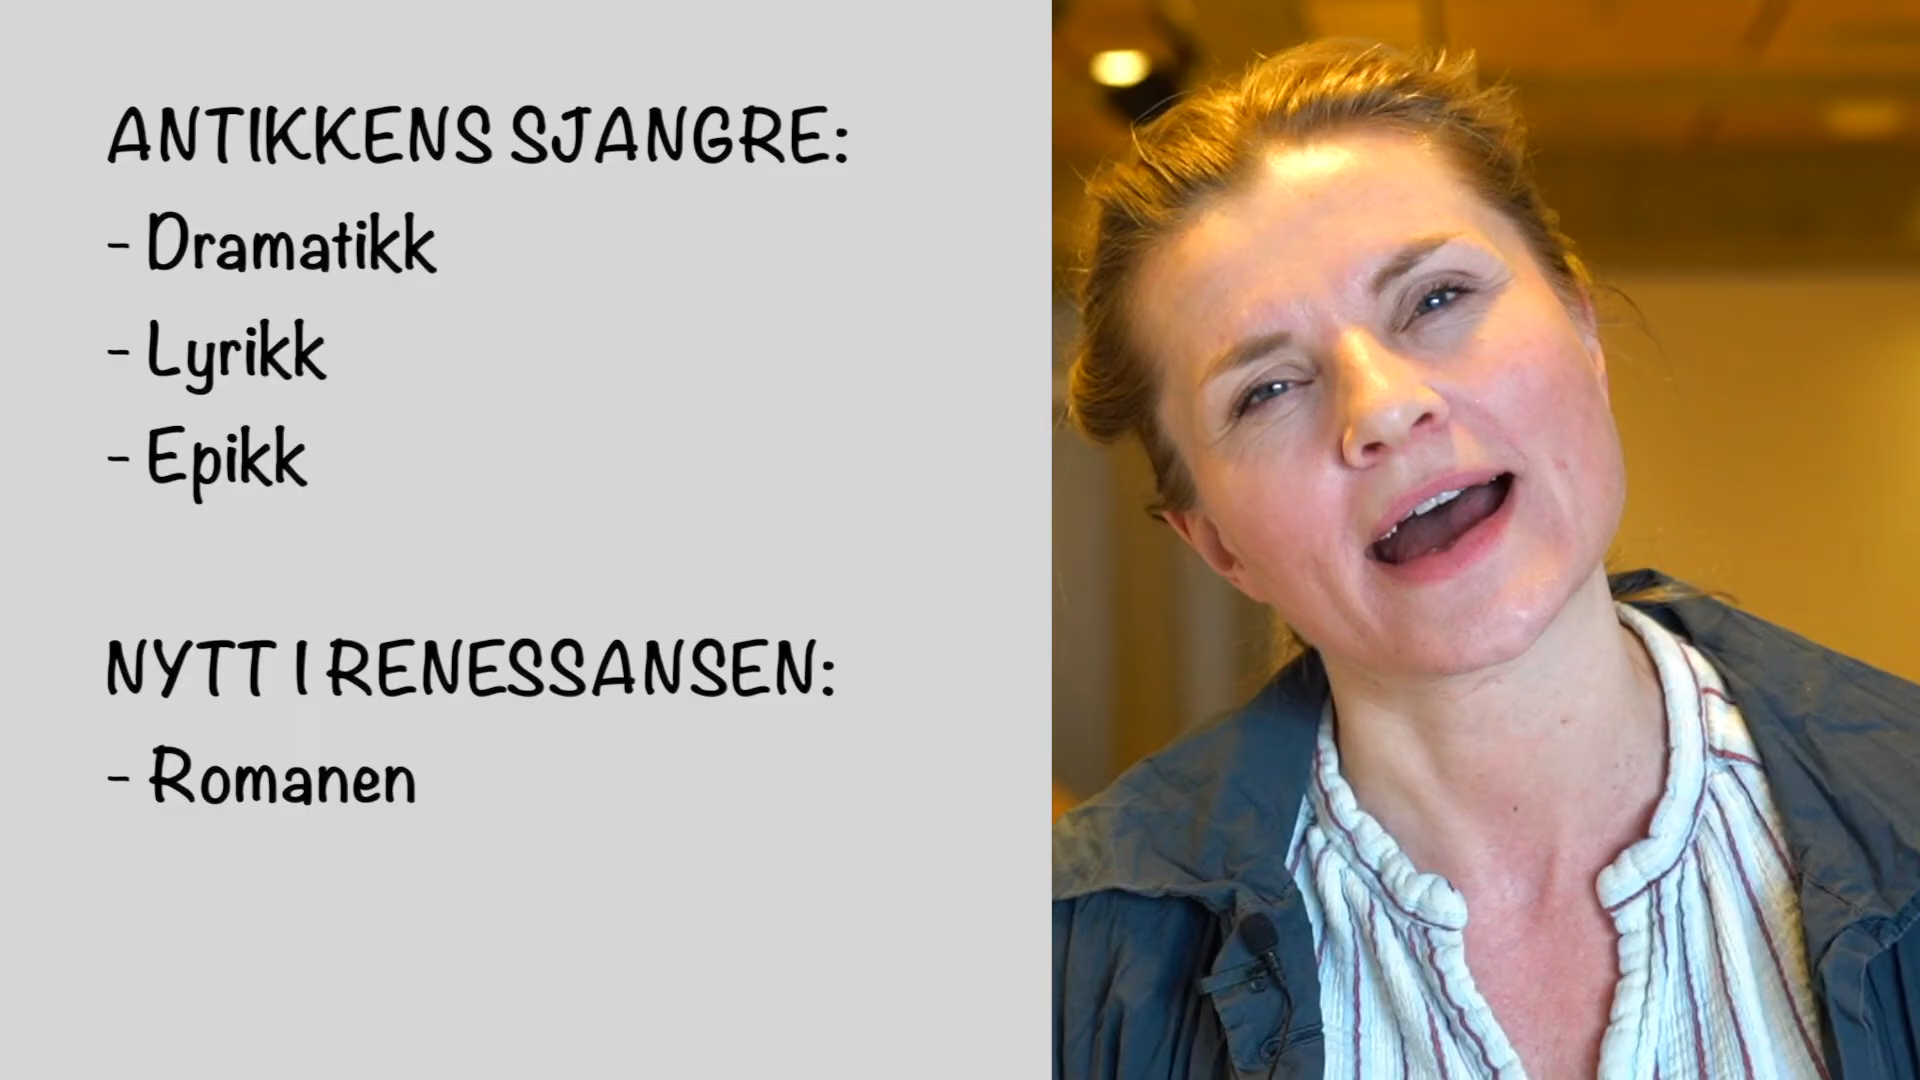 ANTIKKENS SJANGRE:
- Dramatikk
- Lyrikk
- Epikk
NYTT I RENESSANSEN:
- Romanen